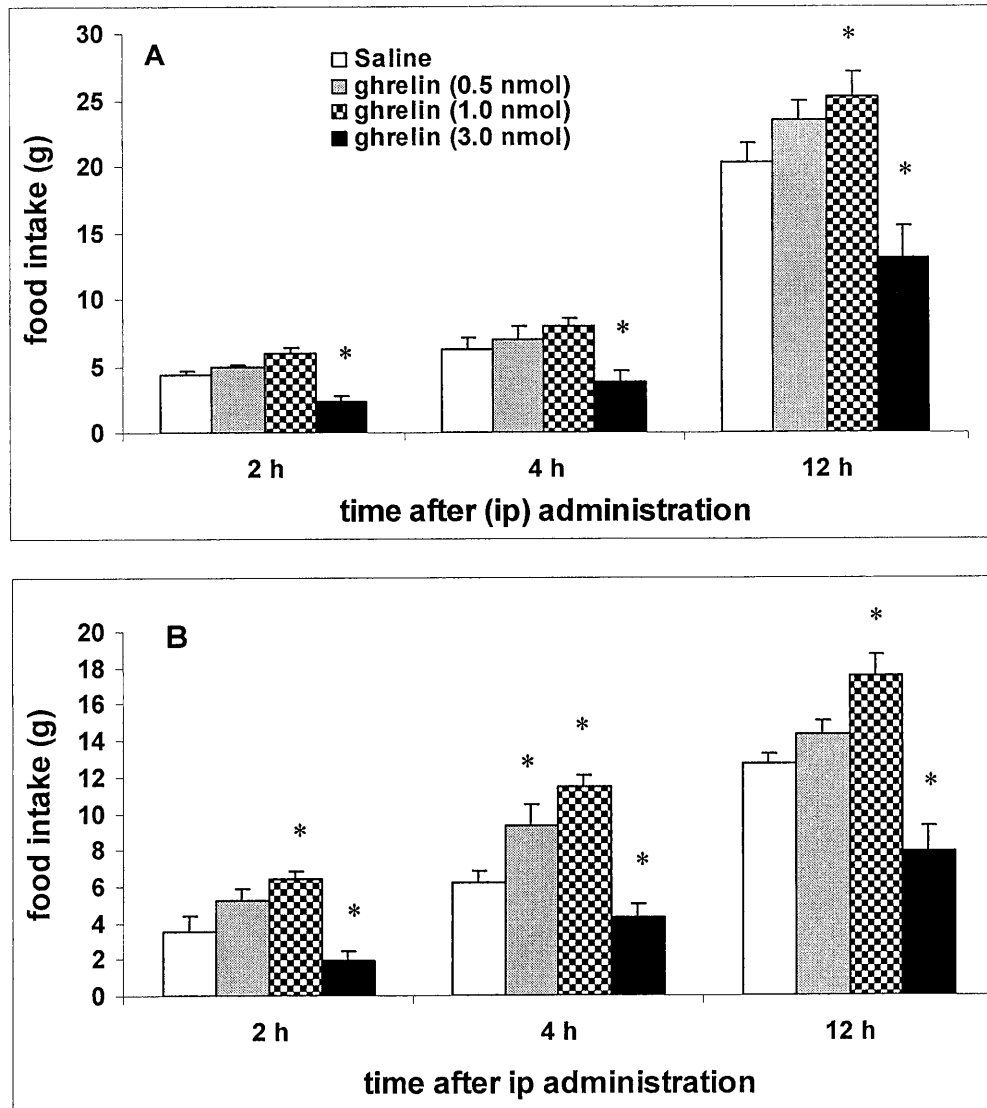 A
Saline
ghrelin (0.5 nmol)
ghrelin (1.0 nmol)
ghrelin (3.0 nmol)
food intake (g)
30
25
20
15
10
5
0
*
*
*
*
2 h 4 h 12 h
time after (ip) administration
B
food intake (g)
20
18
16
14
12
10
8
6
4
2
0
*
*
*
*
*
*
*
2 h 4 h 12 h
time after ip administration